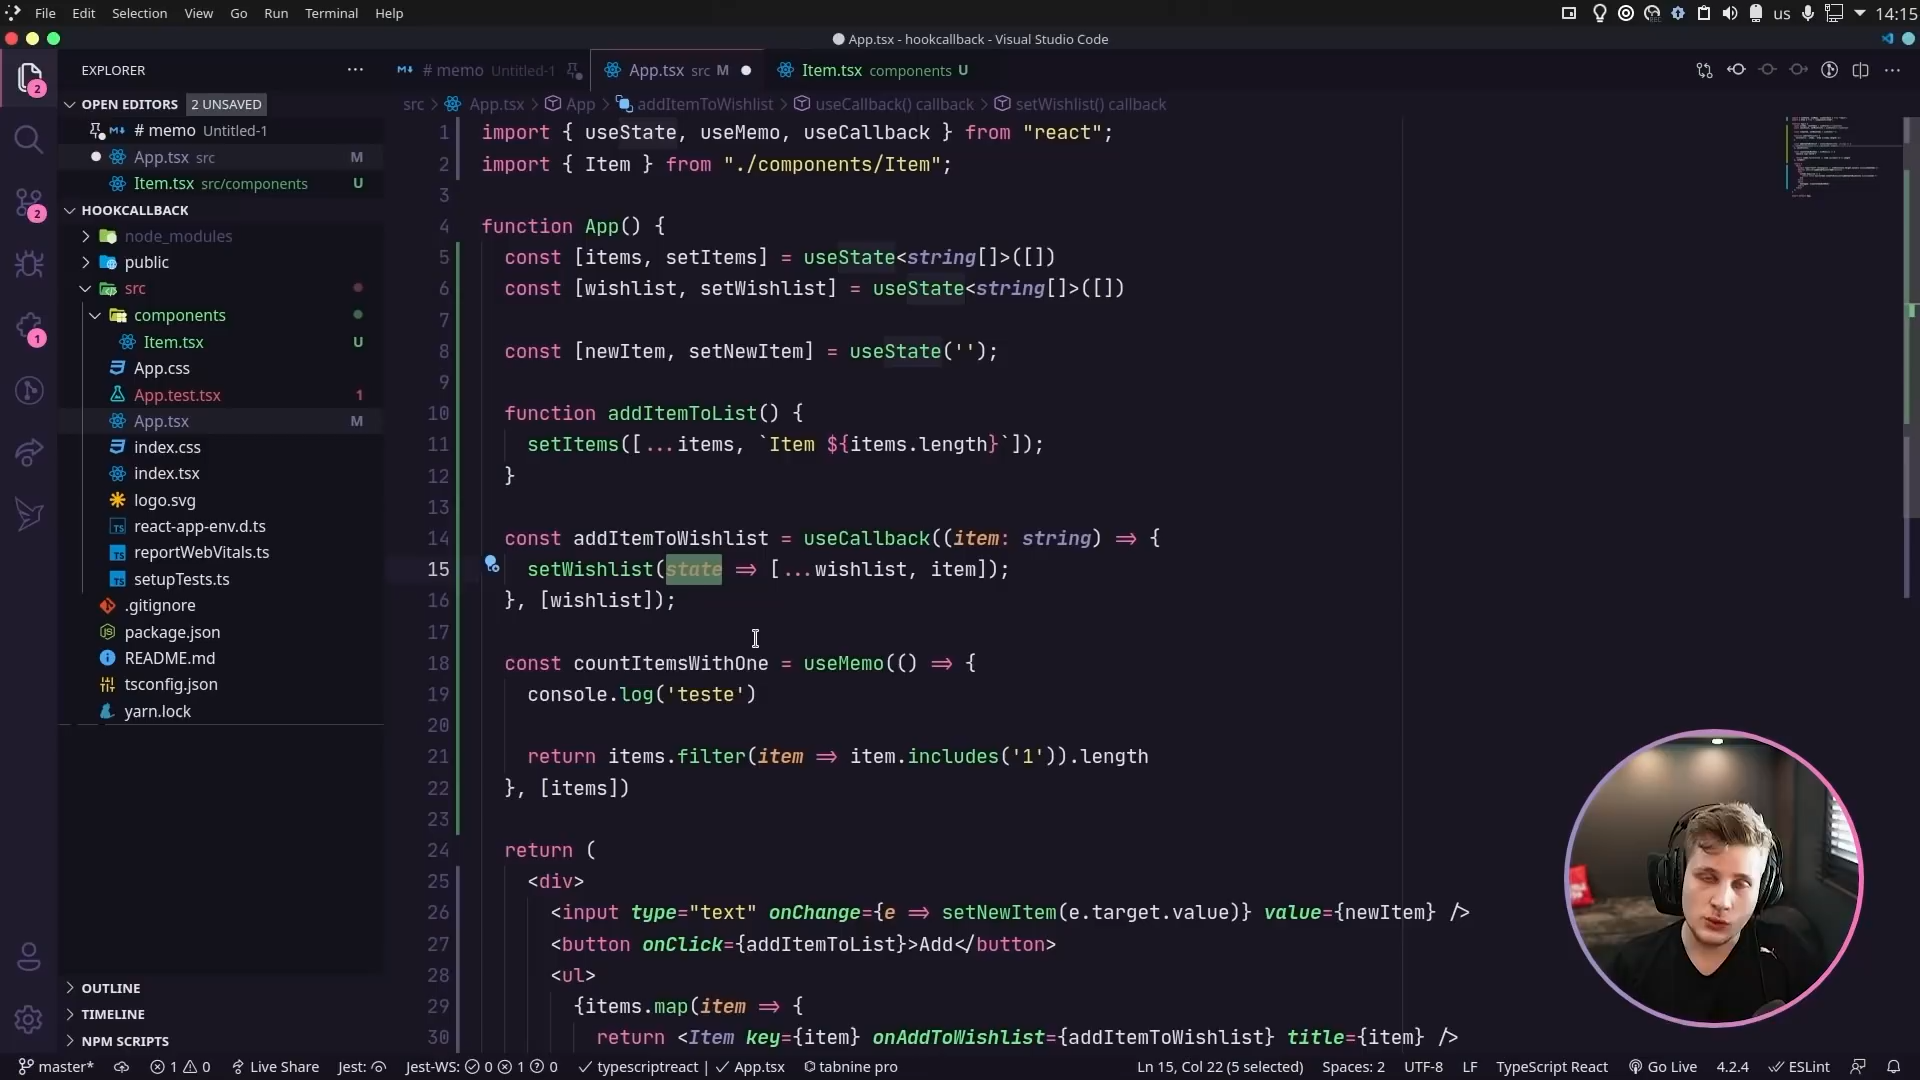 File Edit Selection View Go Run Terminal Help us 14:15
App.tsx - hookcallback - Visual Studio Code
EXPLORER
# memo Untitled-1 App.tsx src M Item.tsx components U
OPEN EDITORS 2 UNSAVED
# memo Untitled-1
App.tsx src M
Item.tsx src/components U
HOOKCALLBACK
node_modules
public
src
components
Item.tsx U
App.css
App.test.tsx 1
App.tsx M
index.css
index.tsx
logo.svg
react-app-env.d.ts
reportWebVitals.ts
setupTests.ts
.gitignore
package.json
README.md
tsconfig.json
yarn.lock
OUTLINE
TIMELINE
NPM SCRIPTS
2
2
1
src > App.tsx > App > addItemToWishlist > useCallback() callback > setWishlist() callback
1 import { useState, useMemo, useCallback } from "react";
2 import { Item } from "./components/Item";
3
4 function App() {
5 const [items, setItems] = useState<string[]>([])
6 const [wishlist, setWishlist] = useState<string[]>([])
7
8 const [newItem, setNewItem] = useState('');
9
10 function addItemToList() {
11 setItems([...items, `Item ${items.length}`]);
12 }
13
14 const addItemToWishlist = useCallback((item: string) => {
15 setWishlist(state => [...wishlist, item]);
16 }, [wishlist]);
17
18 const countItemsWithOne = useMemo(() => {
19 console.log('teste')
20
21 return items.filter(item => item.includes('1')).length
22 }, [items])
23
24 return (
25 <div>
26 <input type="text" onChange={e => setNewItem(e.target.value)} value={newItem} />
27 <button onClick={addItemToList}>Add</button>
28 <ul>
29 {items.map(item => {
30 return <Item key={item} onAddToWishlist={addItemToWishlist} title={item} />
master* 1 0 Live Share Jest: Jest-WS: 0 1 0 typescriptreact | App.tsx tabnine pro Ln 15, Col 22 (5 selected) Spaces: 2 UTF-8 LF TypeScript React Go Live 4.2.4 ESLint